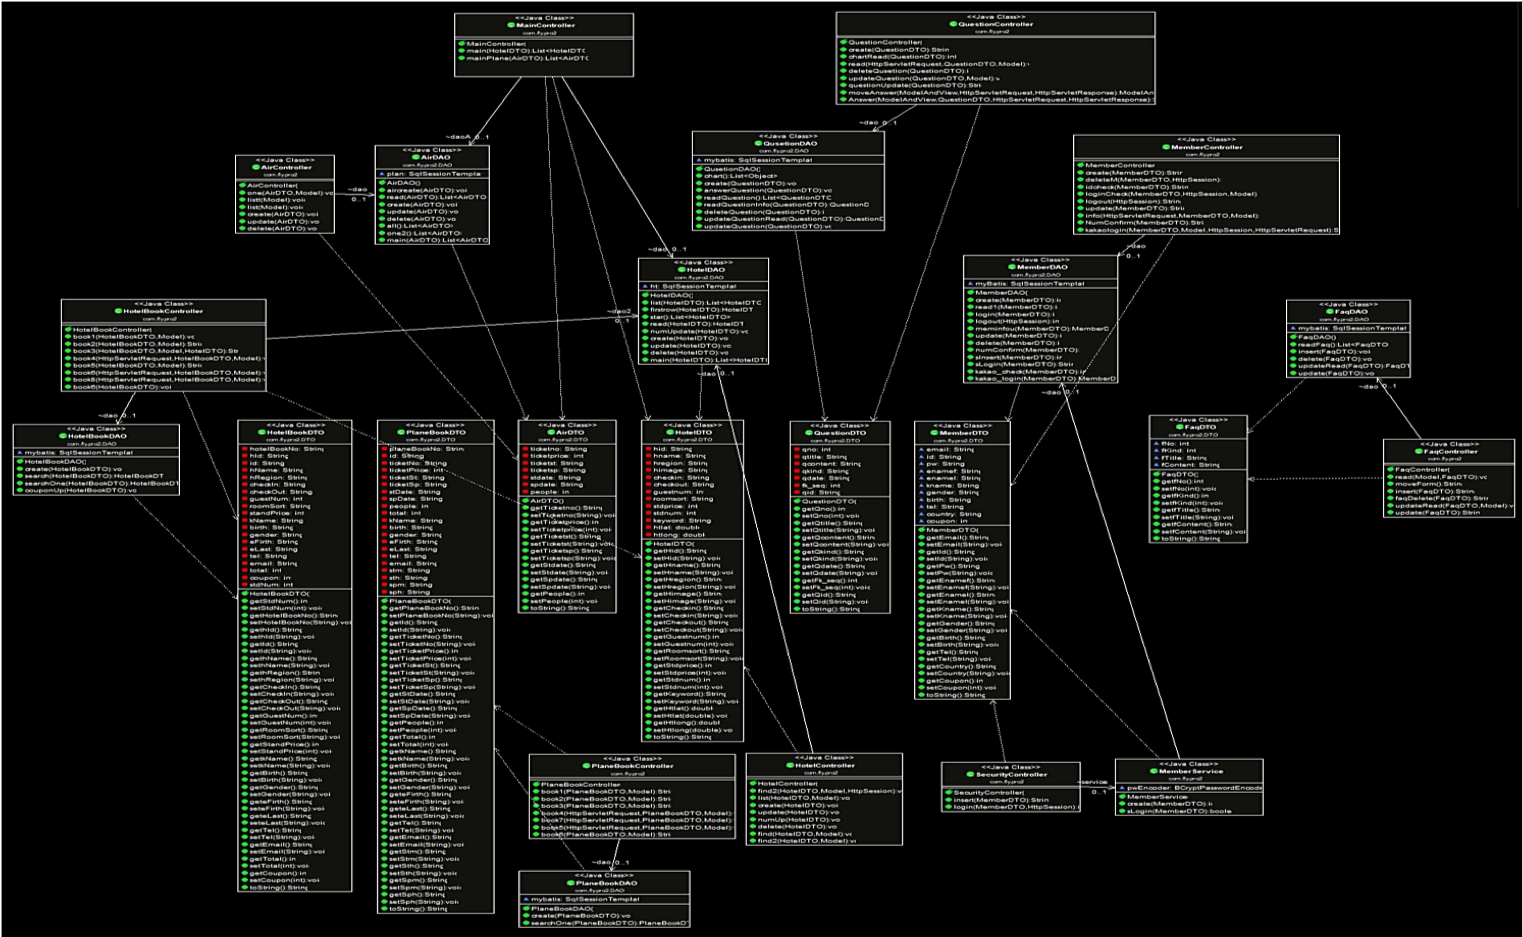 <<Java Class>>
MainController
com.flypro2
MainController(
main(HotelDTO):List<HotelDTC
mainPlane(AirDTO):List<AirDTC
<<Java Class>>
QuestionController
com.flypro2
QuestionController(
create(QuestionDTO):Strin
chartRead(QuestionDTO):int
read(HttpServletRequest,QuestionDTO,Model):
deleteQusetion(QuestionDTO):i
updateQuestion(QuestionDTO,Model):v
questionUpdate(QuestionDTO):Stri
moveAnswer(ModelAndView,HttpServletRequest,HttpServletResponse):ModelAn
Answer(ModelAndView,QuestionDTO,HttpServletRequest,HttpServletResponse):
~daoA 0..1
~dao 0..1
<<Java Class>>
AirController
com.flypro2
AirController(
one(AirDTO,Model):vo
list(Model):voi
list(Model):voi
create(AirDTO):voi
update(AirDTO):voi
delete(AirDTO):voi
~dao
0..1
<<Java Class>>
AirDAO
com.flypro2.DAO
plan: SqlSessionTempla
AirDAO(
aircreate(AirDTO):voi
read(AirDTO):List<AirDTO
create(AirDTO):voi
update(AirDTO):voi
delete(AirDTO):voi
all():List<AirDTO
one2():List<AirDTO
main(AirDTO):List<AirDTO
<<Java Class>>
QusetionDAO
com.flypro2.DAO
mybatis: SqlSessionTemplat
QusetionDAO(
chart():List<Object>
create(QuestionDTO):vo
answerQuestion(QuestionDTO):vo
readQuestion():List<QuestionDTC
readQuestionInfo(QuestionDTO):QuestionD
deleteQuestion(QuestionDTO):i
updateQuestionRead(QuestionDTO):QuestionE
updateQuestion(QuestionDTO):vo
<<Java Class>>
MemberController
com.flypro2
MemberController
create(MemberDTO):Strir
deleteM(MemberDTO,HttpSession):
idcheck(MemberDTO):Strin
loginCheck(MemberDTO,HttpSession,Model)
logout(HttpSession):Strin
update(MemberDTO):Strii
info(HttpServletRequest,MemberDTO,Model):
NumConfirm(MemberDTO):Stri
kakaologin(MemberDTO,Model,HttpSession,HttpServletRequest):S
~dao
0..1
~dao 0..1
<<Java Class>>
HotelDAO
com.flypro2.DAO
ht: SqlSessionTemplat
HotelDAO(
list(HotelDTO):List<HotelDTC
firstrow(HotelDTO):HotelDT
star():List<HotelDTO>
read(HotelDTO):HotelDT
numUpdate(HotelDTO):vo
create(HotelDTO):voi
update(HotelDTO):voi
delete(HotelDTO):voi
main(HotelDTO):List<HotelDT(
~dao 0..1
<<Java Class>>
MemberDAO
com.flypro2.DAO
myBatis: SqlSessionTemplat
MemberDAO(
create(MemberDTO):i
read1(MemberDTO):i
login(MemberDTO):i
logout(HttpSession):in
meminfou(MemberDTO):MemberD
update(MemberDTO):i
delete(MemberDTO):i
numConfirm(MemberDTO):
sInsert(MemberDTO):ir
sLogin(MemberDTO):Stri
kakao_check(MemberDTO):i
kakao_login(MemberDTO):MemberD
~dao 0..1
<<Java Class>>
HotelBookController
com.flypro2
HotelBookController(
book1(HotelBookDTO,Model):vo
book2(HotelBookDTO,Model):Strin
book3(HotelBookDTO,Model,HotelDTO):Str
book4(HttpServletRequest,HotelBookDTO,Model):
book5(HotelBookDTO,Model):Strin
book6(HttpServletRequest,HotelBookDTO,Model):
book8(HttpServletRequest,HotelBookDTO,Model):
book6(HotelBookDTO):voi
~dao2
0..1
~dao 0..1
<<Java Class>>
FaqDAO
com.flypro2.DAO
mybatis: SqlSessionTemplat
FaqDAO(
readFaq():List<FaqDTO
insert(FaqDTO):voi
delete(FaqDTO):vo
updateRead(FaqDTO):FaqDT
update(FaqDTO):vo
~dao 0..1
<<Java Class>>
HotelBookDAO
com.flypro2.DAO
mybatis: SqlSessionTemplat
HotelBookDAO(
create(HotelBookDTO):vo
search(HotelBookDTO):HotelBookDT
searchOne(HotelBookDTO):HotelBookDT
couponUp(HotelBookDTO):vo
<<Java Class>>
HotelBookDTO
com.flypro2.DTO
hotelBookNo: String
hId: String
id: String
hName: String
hRegion: String
checkIn: String
checkOut: String
guestNum: int
roomSort: String
standPrice: int
kName: String
birth: String
gender: String
eFirth: String
eLast: String
tel: String
email: String
total: int
coupon: int
stdNum: int
HotelBookDTO(
getStdNum():in
setStdNum(int):voi
getHotelBookNo():Strin
setHotelBookNo(String):voi
gethId():String
sethId(String):voi
getId():String
setId(String):voi
gethName():String
sethName(String):voi
gethRegion():String
sethRegion(String):voi
getCheckIn():String
setCheckIn(String):voi
getCheckOut():String
setCheckOut(String):voi
getGuestNum():in
setGuestNum(int):voi
getRoomSort():String
setRoomSort(String):voi
getStandPrice():in
setStandPrice(int):voi
getkName():String
setkName(String):voi
getBirth():String
setBirth(String):voi
getGender():String
setGender(String):voi
geteFirth():String
seteFirth(String):voi
geteLast():String
seteLast(String):voi
getTel():String
setTel(String):voi
getEmail():String
setEmail(String):voi
getTotal():in
setTotal(int):voi
getCoupon():in
setCoupon(int):voi
toString():String
<<Java Class>>
PlaneBookDTO
com.flypro2.DTO
planeBookNo: String
id: String
ticketNo: String
ticketPrice: int
ticketSt: String
ticketSp: String
stDate: String
spDate: String
people: int
total: int
kName: String
birth: String
gender: String
eFirth: String
eLast: String
tel: String
email: String
stm: String
sth: String
spm: String
sph: String
PlaneBookDTO(
getPlaneBookNo():Strin
setPlaneBookNo(String):voi
getId():String
setId(String):voi
getTicketNo():String
setTicketNo(String):voi
getTicketPrice():in
setTicketPrice(int):voi
getTicketSt():String
setTicketSt(String):voi
getTicketSp():String
setTicketSp(String):voi
getStDate():String
setStDate(String):voi
getSpDate():String
setSpDate(String):voi
getPeople():in
setPeople(int):voi
getTotal():in
setTotal(int):voi
getkName():String
setkName(String):voi
getBirth():String
setBirth(String):voi
getGender():String
setGender(String):voi
geteFirth():String
seteFirth(String):voi
geteLast():String
seteLast(String):voi
getTel():String
setTel(String):voi
getEmail():String
setEmail(String):voi
getStm():String
setStm(String):voi
getSth():String
setSth(String):voi
getSpm():String
setSpm(String):voi
getSph():String
setSph(String):voi
toString():String
<<Java Class>>
AirDTO
com.flypro2.DTO
ticketno: String
ticketprice: int
ticketst: String
ticketsp: String
stdate: String
spdate: String
people: in
AirDTO()
getTicketno():String
setTicketno(String):voi
getTicketprice():in
setTicketprice(int):voi
getTicketst():String
setTicketst(String):voi
getTicketsp():String
setTicketsp(String):voi
getStdate():String
setStdate(String):voi
getSpdate():String
setSpdate(String):voi
getPeople():in
setPeople(int):voi
toString():String
<<Java Class>>
HotelDTO
com.flypro2.DTO
hid: String
hname: String
hregion: String
himage: String
checkin: String
checkout: String
guestnum: int
roomsort: String
stdprice: int
stdnum: int
keyword: String
htlat: doubl
htlong: doubl
HotelDTO(
getHid():String
setHid(String):voi
getHname():String
setHname(String):voi
getHregion():String
setHregion(String):voi
getHimage():String
setHimage(String):voi
getCheckin():String
setCheckin(String):voi
getCheckout():String
setCheckout(String):voi
getGuestnum():in
setGuestnum(int):voi
getRoomsort():String
setRoomsort(String):voi
getStdprice():int
setStdprice(int):voi
getStdnum():in
setStdnum(int):voi
getKeyword():String
setKeyword(String):voi
getHtlat():doubl
setHtlat(double):voi
getHtlong():doubl
setHtlong(double):vo
toString():String
<<Java Class>>
QuestionDTO
com.flypro2.DTO
qno: int
qtitle: String
qcontent: String
qkind: String
qdate: String
fk_seq: int
qid: String
QuestionDTO(
getQno():in
setQno(int):voi
getQtitle():String
setQtitle(String):voi
getQcontent():String
setQcontent(String):voi
getQkind():String
setQkind(String):voi
getQdate():String
setQdate(String):voi
getFk_seq():int
setFk_seq(int):voi
getQid():String
setQid(String):voi
toString():String
<<Java Class>>
MemberDTO
com.flypro2.DTO
email: String
id: String
pw: String
enamef: String
enamel: String
kname: String
gender: String
birth: String
tel: String
country: String
coupon: in
MemberDTO(
getEmail():String
setEmail(String):voi
getId():String
setId(String):voi
getPw():String
setPw(String):voi
getEnamef():String
setEnamef(String):voi
getEnamel():String
setEnamel(String):voi
getKname():String
setKname(String):voi
getGender():String
setGender(String):voi
getBirth():String
setBirth(String):voi
getTel():String
setTel(String):voi
getCountry():String
setCountry(String):voi
getCoupon():in
setCoupon(int):voi
toString():String
<<Java Class>>
FaqDTO
com.flypro2.DTO
fNo: int
fKind: int
fTitle: String
fContent: String
FaqDTO(
getfNo():int
setfNo(int):voi
getfKind():in
setfKind(int):voi
getfTitle():String
setfTitle(String):voi
getfContent():String
setfContent(String):voi
toString():String
<<Java Class>>
FaqController
com.flypro2
FaqController(
read(Model,FaqDTO):vo
moveForm():Strin
insert(FaqDTO):Strin
faqDelete(FaqDTO):Strir
updateRead(FaqDTO,Model):v
update(FaqDTO):Strin
<<Java Class>>
PlaneBookController
com.flypro2
PlaneBookController
book1(PlaneBookDTO,Model):Stri
book2(PlaneBookDTO,Model):Stri
book3(PlaneBookDTO,Model):Stri
book4(HttpServletRequest,PlaneBookDTO,Model):
book7(HttpServletRequest,PlaneBookDTO,Model):
book5(HttpServletRequest,PlaneBookDTO,Model):
book6(PlaneBookDTO,Model):Stri
~dao 0..1
<<Java Class>>
HotelController
com.flypro2
HotelController(
find2(HotelDTO,Model,HttpSession):v
list(HotelDTO,Model):vo
create(HotelDTO):voi
update(HotelDTO):vo
numUp(HotelDTO):vo
delete(HotelDTO):vo
find(HotelDTO,Model):vo
find2(HotelDTO,Model):vi
<<Java Class>>
SecurityController
com.flypro2
SecurityController(
insert(MemberDTO):Strin
login(MemberDTO,HttpSession):
~service
0..1
<<Java Class>>
MemberService
com.flypro2
pwEncoder: BCryptPasswordEncode
MemberService
create(MemberDTO):i
sLogin(MemberDTO):boole
<<Java Class>>
PlaneBookDAO
com.flypro2.DAO
mybatis: SqlSessionTemplat
PlaneBookDAO(
create(PlaneBookDTO):vo
searchOne(PlaneBookDTO):PlaneBookD